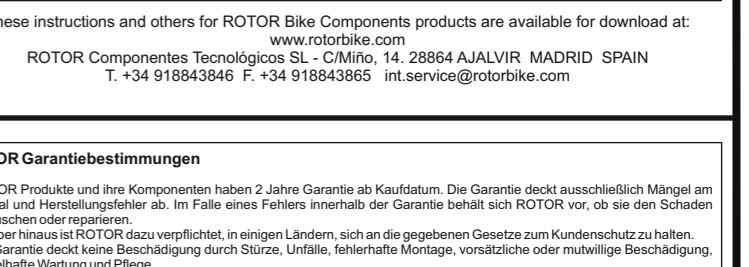 hese instructions and others for ROTOR Bike Components products are available for download at:
www.rotorbike.com
ROTOR Componentes Tecnológicos SL - C/Miño, 14. 28864 AJALVIR MADRID SPAIN
T. +34 918843846 F. +34 918843865 int.service@rotorbike.com
OR Garantiebestimmungen
OR Produkte und ihre Komponenten haben 2 Jahre Garantie ab Kaufdatum. Die Garantie deckt ausschließlich Mängel am
al und Herstellungsfehler ab. Im Falle eines Fehlers innerhalb der Garantie behält sich ROTOR vor, ob sie den Schaden
schen oder reparieren.
ber hinaus ist ROTOR dazu verpflichtet, in einigen Ländern, sich an die gegebenen Gesetze zum Kundenschutz zu halten.
Garantie deckt keine Beschädigung durch Stürze, Unfälle, fehlerhafte Montage, vorsätzliche oder mutwillige Beschädigung,
elhafte Wartung und Pflege.